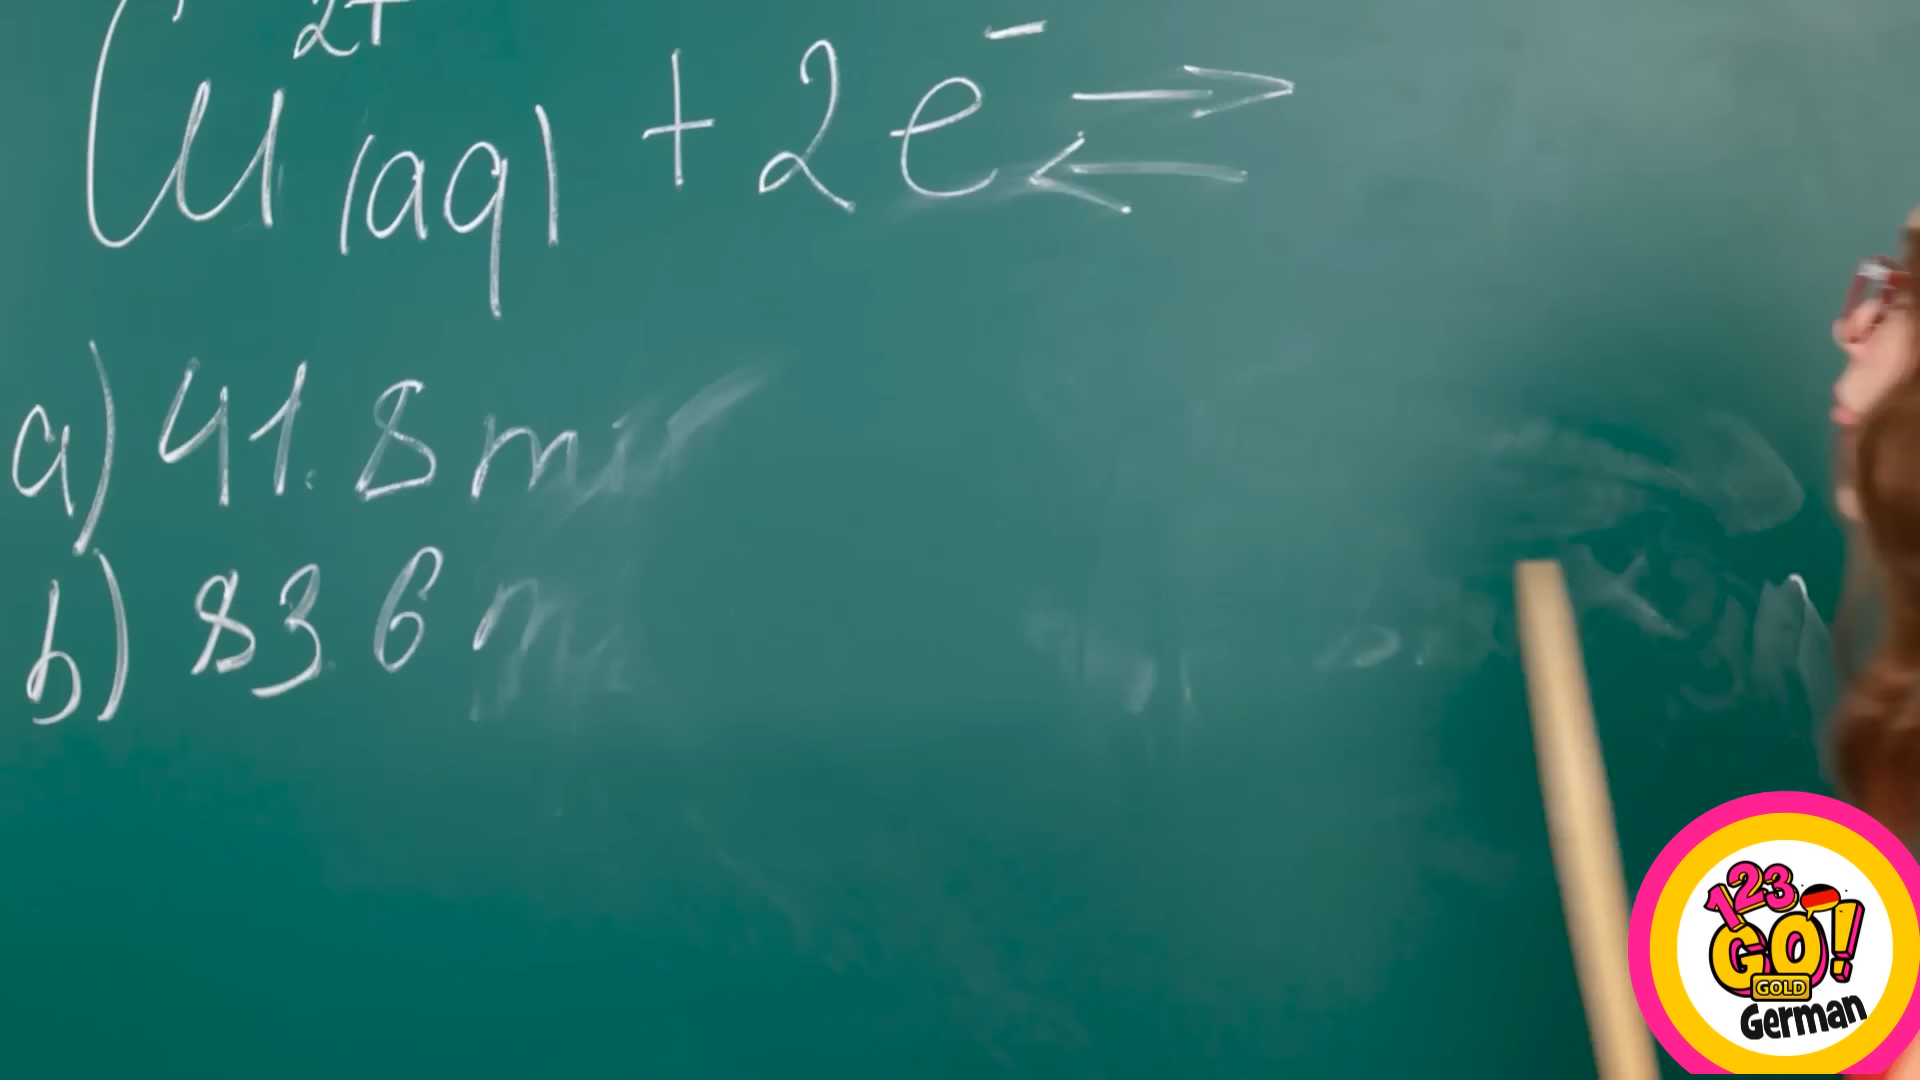 Cu²⁺(aq) + 2e⁻ ⇄
a) 41.8 min
b) 83.6 m
123
GO!
GOLD
German